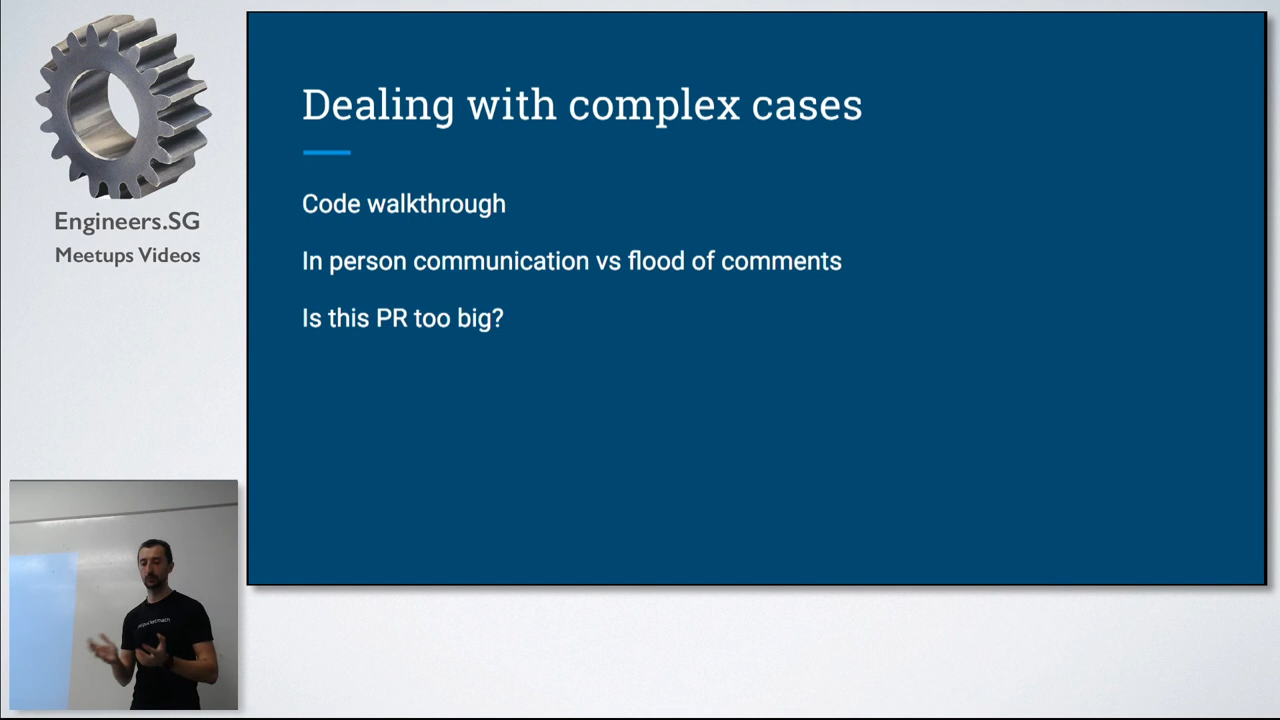 Engineers.SG
Meetups Videos
Dealing with complex cases
Code walkthrough
In person communication vs flood of comments
Is this PR too big?